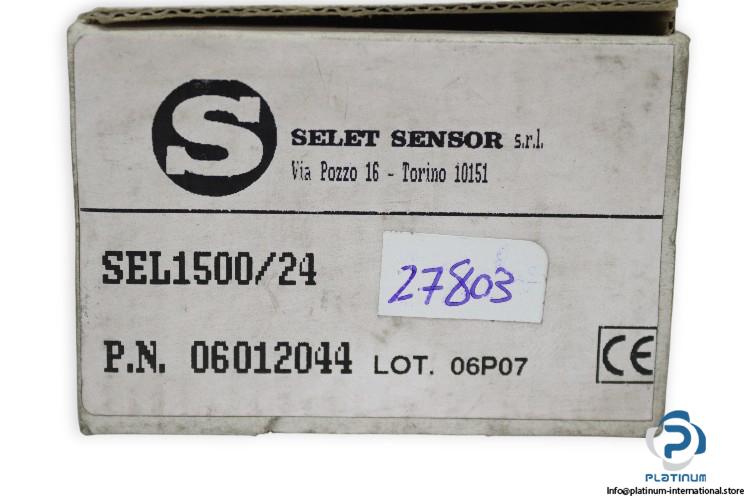 S
SELET SENSOR s.r.l.
Via Pozzo 16 - Torino 10151
SEL1500/24
27803
P.N. 06012044 LOT. 06P07
CE
PLATINUM
Info@platinum-international.store